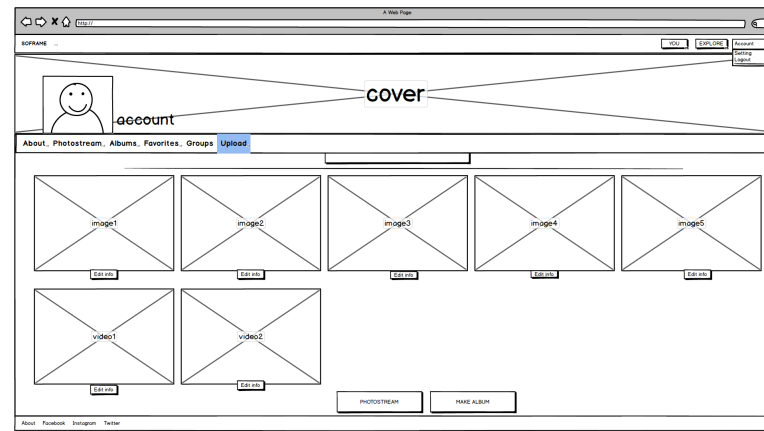 A Web Page
http://
SOFRAME ...
YOU EXPLORE Account
Setting
Logout
cover
account
About.. Photostream.. Albums.. Favorites.. Groups Upload
image1 image2 image3 image4 image5
Edit info Edit info Edit info Edit info Edit info
video1 video2
Edit info Edit info
PHOTOSTREAM MAKE ALBUM
About Facebook Instagram Twitter